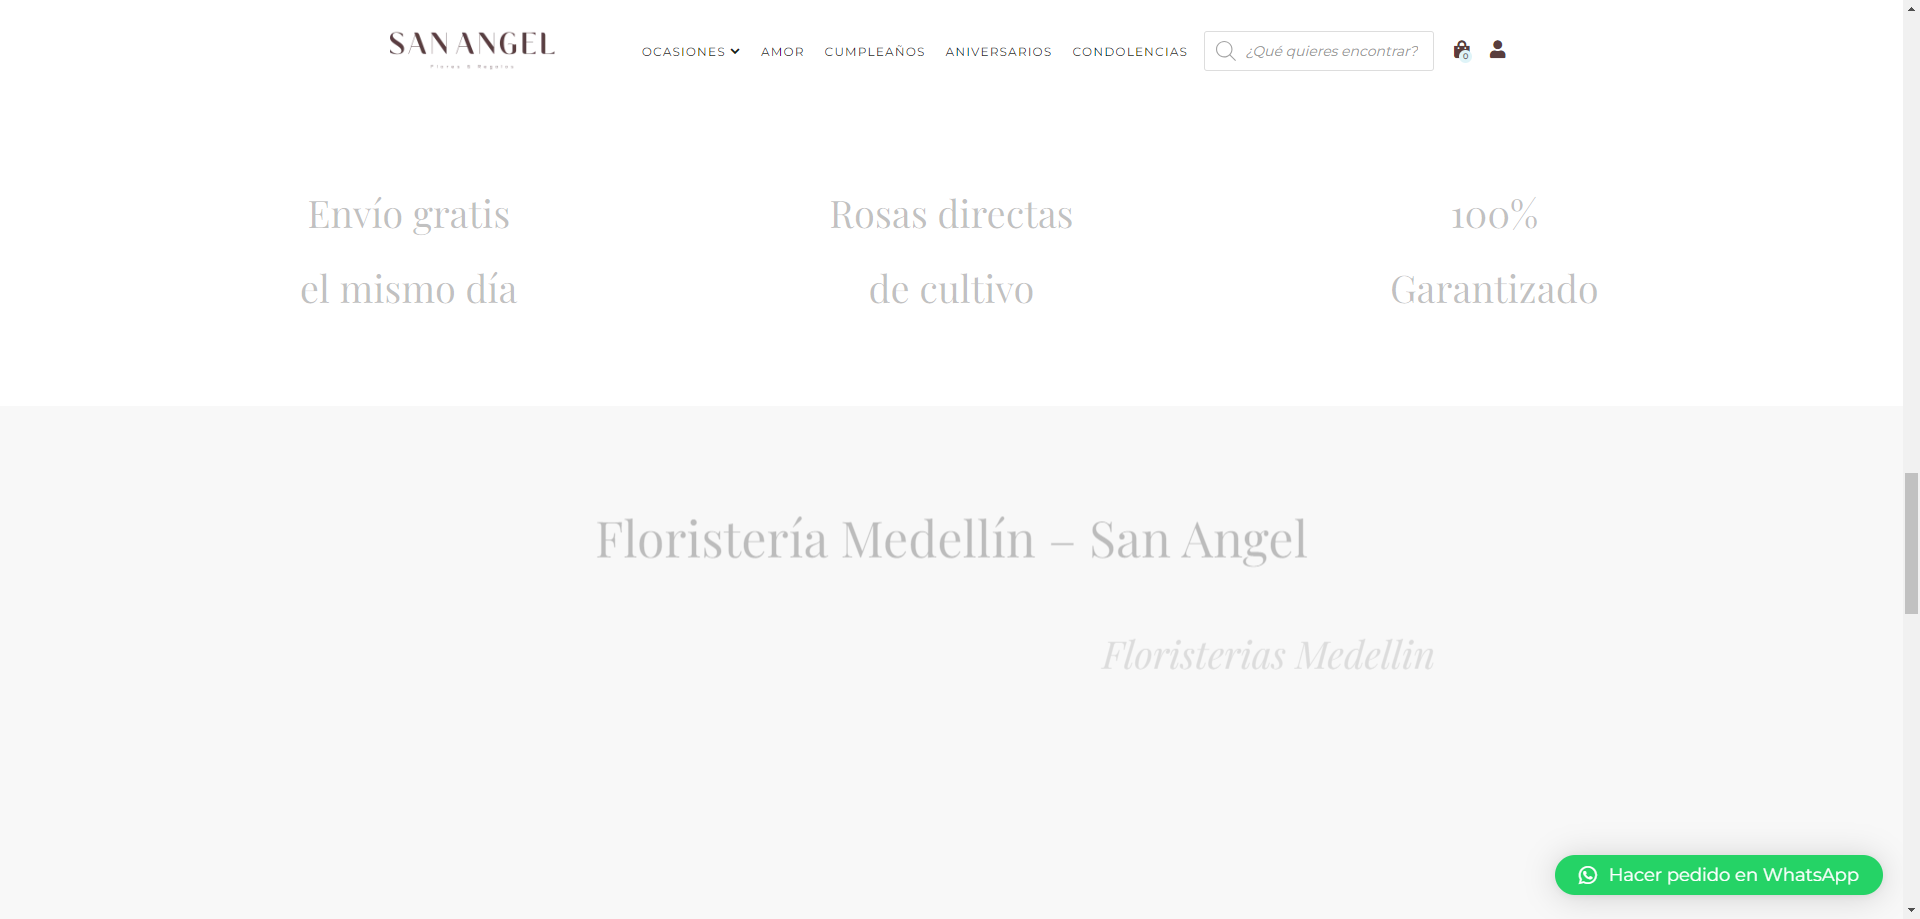 SAN ANGEL
Flores & Regalos
OCASIONES AMOR CUMPLEAÑOS ANIVERSARIOS CONDOLENCIAS ¿Qué quieres encontrar? 0
Envío gratis
el mismo día
Rosas directas
de cultivo
100%
Garantizado
Floristería Medellín – San Angel
Floristerias Medellin
Hacer pedido en WhatsApp